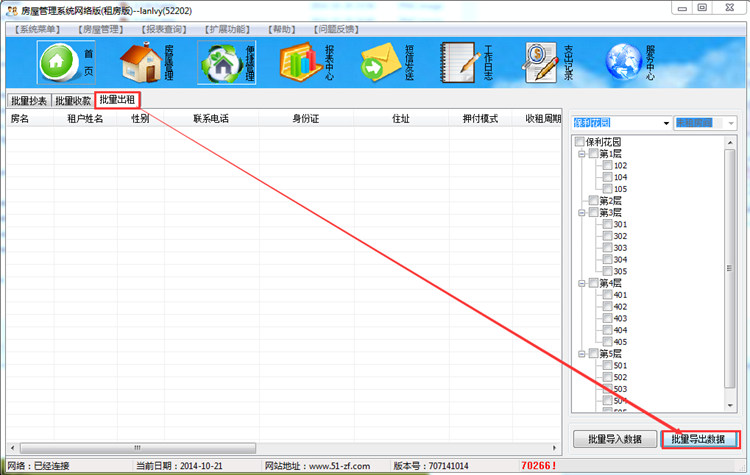 房屋管理系统网络版(租房版)--lanlvy(52202)
【系统菜单】 【房屋管理】 【报表查询】 【扩展功能】 【帮助】 【问题反馈】
首页 房屋管理 便捷管理 报表中心 短信发送 工作日志 支出记录 服务中心
批量抄表 批量收款 批量出租
房名 租户姓名 性别 联系电话 身份证 住址 押付模式 收租周期
保利花园
保利花园
第1层
102
104
105
第2层
第3层
301
302
303
304
305
第4层
401
402
403
404
405
第5层
501
502
503
504
批量导入数据 批量导出数据
网络：已经连接 当前日期：2014-10-21 网站地址：www.51-zf.com 版本号：707141014 70266!